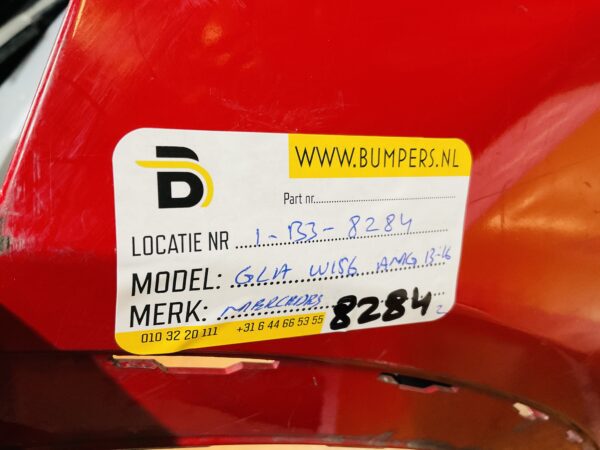 WWW.BUMPERS.NL
B
Part nr.
LOCATIE NR 1-B3-8284
MODEL: GLA W156 AMG 13-16
MERK: MERCEDES
8284
010 32 20 111 +31 6 44 66 53 55